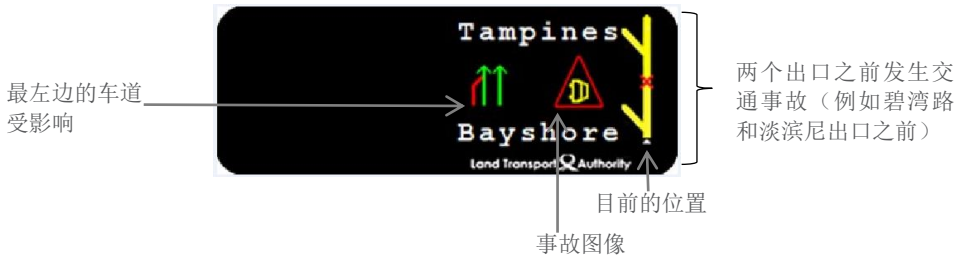 Tampines
最左边的车道
受影响
Bayshore
Land Transport Authority
两个出口之前发生交
通事故（例如碧湾路
和淡滨尼出口之前）
目前的位置
事故图像